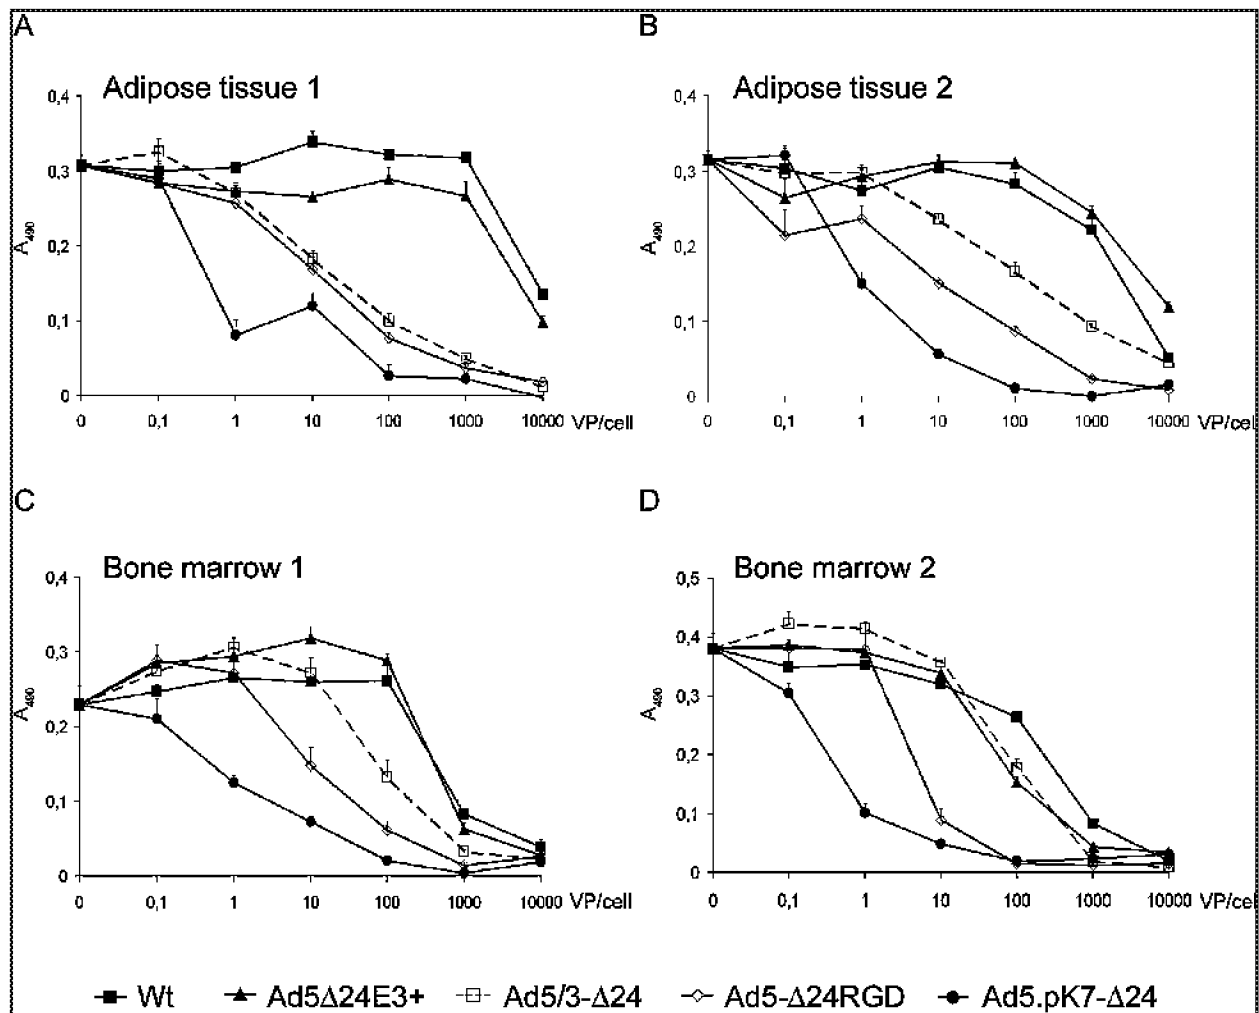 A
Adipose tissue 1
0,4
0,3
0,2
0,1
0
A490
0 0,1 1 10 100 1000 10000 VP/cell
B
Adipose tissue 2
0,4
0,3
0,2
0,1
0
A490
0 0,1 1 10 100 1000 10000 VP/cel
C
Bone marrow 1
0,4
0,3
0,2
0,1
0
A490
0 0,1 1 10 100 1000 10000 VP/cell
D
Bone marrow 2
0,5
0,4
0,3
0,2
0,1
0
A490
0 0,1 1 10 100 1000 10000 VP/cel
Wt Ad5Δ24E3+ Ad5/3-Δ24 Ad5-Δ24RGD Ad5.pK7-Δ24